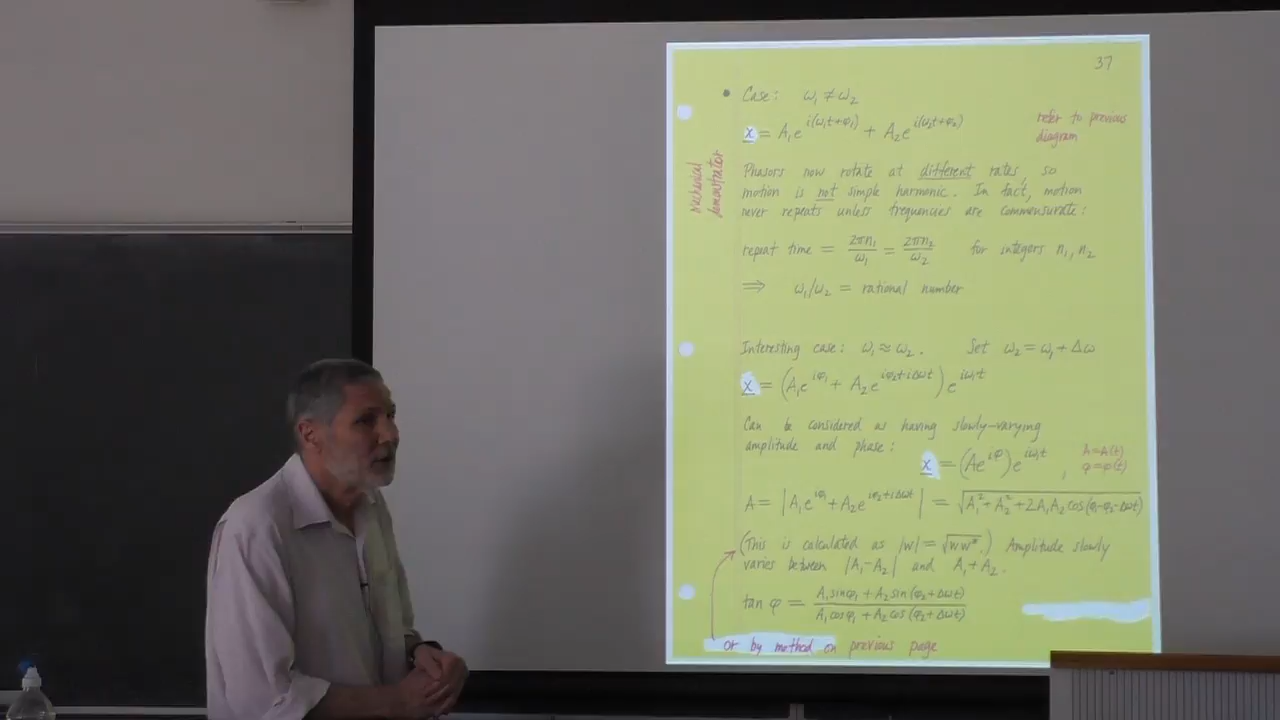 37
• Case: ω₁ ≠ ω₂
x = A₁e^{i(ω₁t+φ₁)} + A₂e^{i(ω₂t+φ₂)}
refer to previous
diagram
Mechanical
demonstrator
Phasors now rotate at different rates, so
motion is not simple harmonic. In fact, motion
never repeats unless frequencies are commensurate:
repeat time = 2πn₁/ω₁ = 2πn₂/ω₂ for integers n₁, n₂
⟹ ω₁/ω₂ = rational number
Interesting case: ω₁ ≈ ω₂. Set ω₂ = ω₁ + Δω
x = (A₁e^{iφ₁} + A₂e^{iφ₂+iΔωt}) e^{iω₁t}
Can be considered as having slowly-varying
amplitude and phase:
x = (Ae^{iφ})e^{iω₁t}, A=A(t)
φ=φ(t)
A = |A₁e^{iφ₁} + A₂e^{iφ₂+iΔωt}| = √(A₁² + A₂² + 2A₁A₂cos(φ₁-φ₂-Δωt))
(This is calculated as |w| = √(ww*).) Amplitude slowly
varies between |A₁-A₂| and A₁+A₂.
tan φ = (A₁sinφ₁ + A₂sin(φ₂+Δωt))/(A₁cosφ₁ + A₂cos(φ₂+Δωt))
or by method on previous page